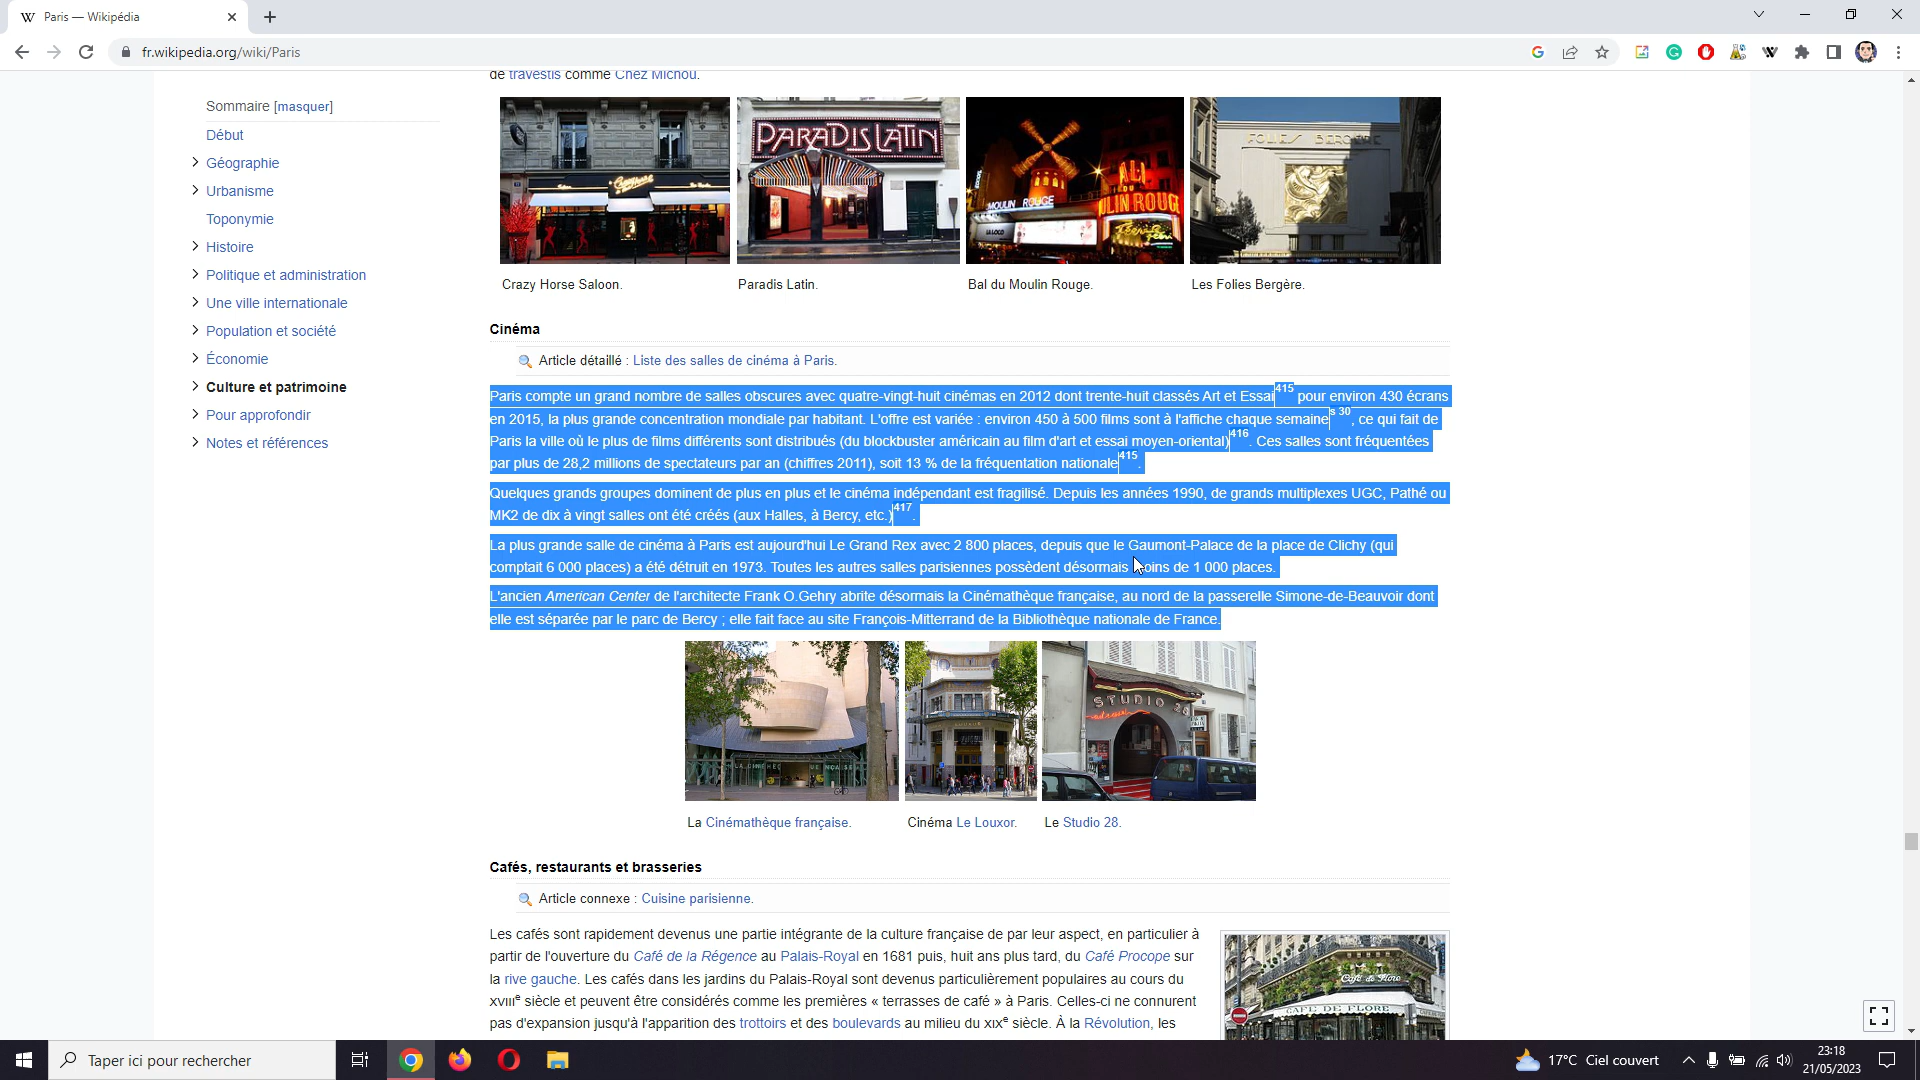 Paris — Wikipédia
fr.wikipedia.org/wiki/Paris
de travestis comme Chez Michou.
Sommaire [masquer]
Début
Géographie
Urbanisme
Toponymie
Histoire
Politique et administration
Une ville internationale
Population et société
Économie
Culture et patrimoine
Pour approfondir
Notes et références
PARADIS LATIN
MOULIN ROUGE
FOLIES BERGERE
Crazy Horse Saloon.
Paradis Latin.
Bal du Moulin Rouge.
Les Folies Bergère.
Cinéma
Article détaillé : Liste des salles de cinéma à Paris.
Paris compte un grand nombre de salles obscures avec quatre-vingt-huit cinémas en 2012 dont trente-huit classés Art et Essai415 pour environ 430 écrans
en 2015, la plus grande concentration mondiale par habitant. L'offre est variée : environ 450 à 500 films sont à l'affiche chaque semaines 30, ce qui fait de
Paris la ville où le plus de films différents sont distribués (du blockbuster américain au film d'art et essai moyen-oriental)416. Ces salles sont fréquentées
par plus de 28,2 millions de spectateurs par an (chiffres 2011), soit 13 % de la fréquentation nationale415.
Quelques grands groupes dominent de plus en plus et le cinéma indépendant est fragilisé. Depuis les années 1990, de grands multiplexes UGC, Pathé ou
MK2 de dix à vingt salles ont été créés (aux Halles, à Bercy, etc.)417.
La plus grande salle de cinéma à Paris est aujourd'hui Le Grand Rex avec 2 800 places, depuis que le Gaumont-Palace de la place de Clichy (qui
comptait 6 000 places) a été détruit en 1973. Toutes les autres salles parisiennes possèdent désormais moins de 1 000 places.
L'ancien American Center de l'architecte Frank O.Gehry abrite désormais la Cinémathèque française, au nord de la passerelle Simone-de-Beauvoir dont
elle est séparée par le parc de Bercy ; elle fait face au site François-Mitterrand de la Bibliothèque nationale de France.
STUDIO 28
La Cinémathèque française.
Cinéma Le Louxor.
Le Studio 28.
Cafés, restaurants et brasseries
Article connexe : Cuisine parisienne.
Les cafés sont rapidement devenus une partie intégrante de la culture française de par leur aspect, en particulier à
partir de l'ouverture du Café de la Régence au Palais-Royal en 1681 puis, huit ans plus tard, du Café Procope sur
la rive gauche. Les cafés dans les jardins du Palais-Royal sont devenus particulièrement populaires au cours du
XVIIIe siècle et peuvent être considérés comme les premières « terrasses de café » à Paris. Celles-ci ne connurent
pas d'expansion jusqu'à l'apparition des trottoirs et des boulevards au milieu du XIXe siècle. À la Révolution, les
Café de Flore
CAFE DE FLORE
Taper ici pour rechercher
17°C Ciel couvert
23:18
21/05/2023